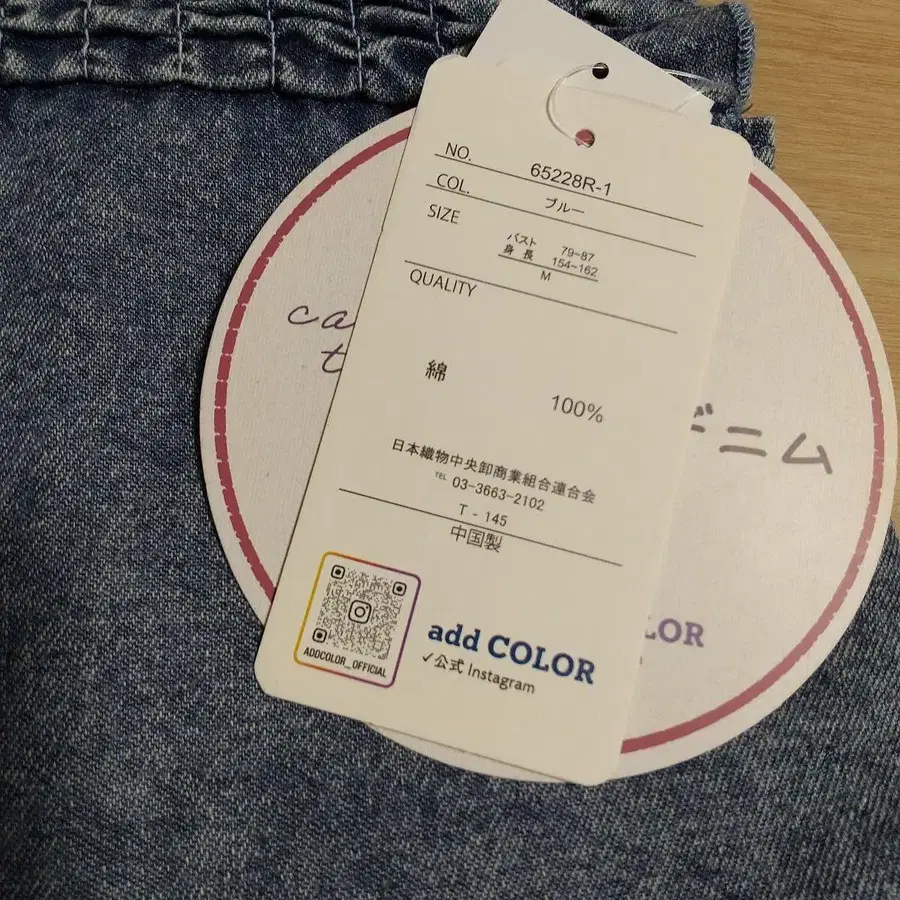 NO. 65228R-1
COL. ブルー
SIZE
バスト 79~87
身長 154~162
M
QUALITY
綿 100%
日本織物中央卸商業組合連合会
TEL 03-3663-2102
T - 145
中国製
ADDCOLOR_OFFICIAL
add COLOR
✓公式 Instagram
ca
t
デニム
LOR